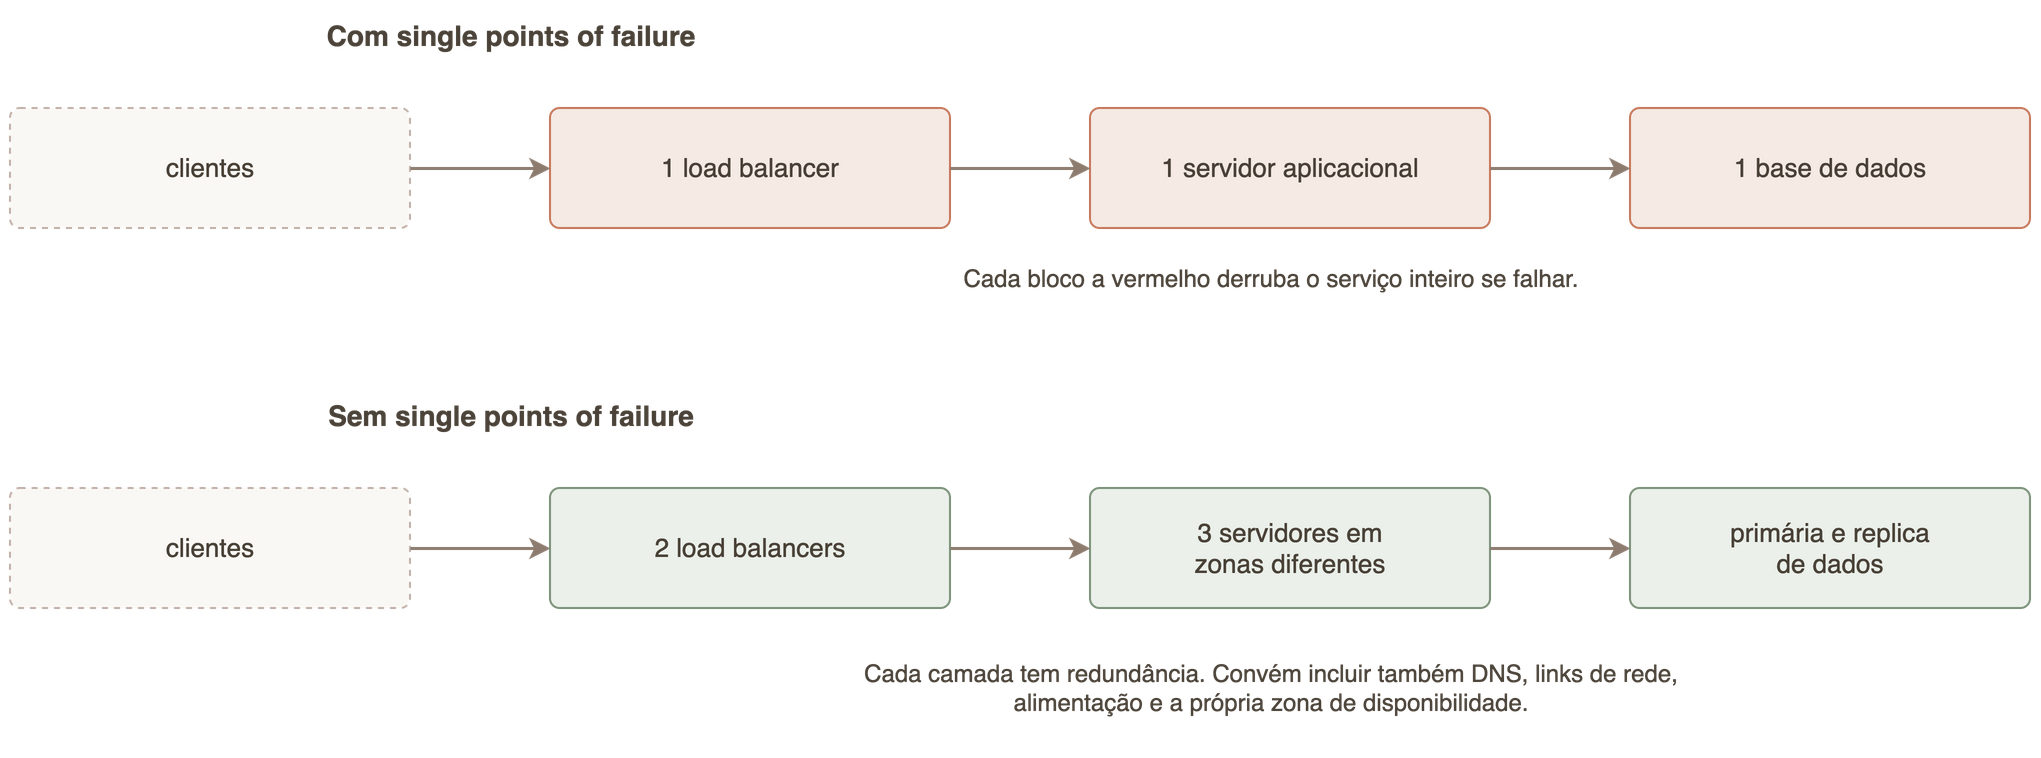 Com single points of failure
clientes
1 load balancer
1 servidor aplicacional
1 base de dados
Cada bloco a vermelho derruba o serviço inteiro se falhar.
Sem single points of failure
clientes
2 load balancers
3 servidores em
zonas diferentes
primária e replica
de dados
Cada camada tem redundância. Convém incluir também DNS, links de rede,
alimentação e a própria zona de disponibilidade.